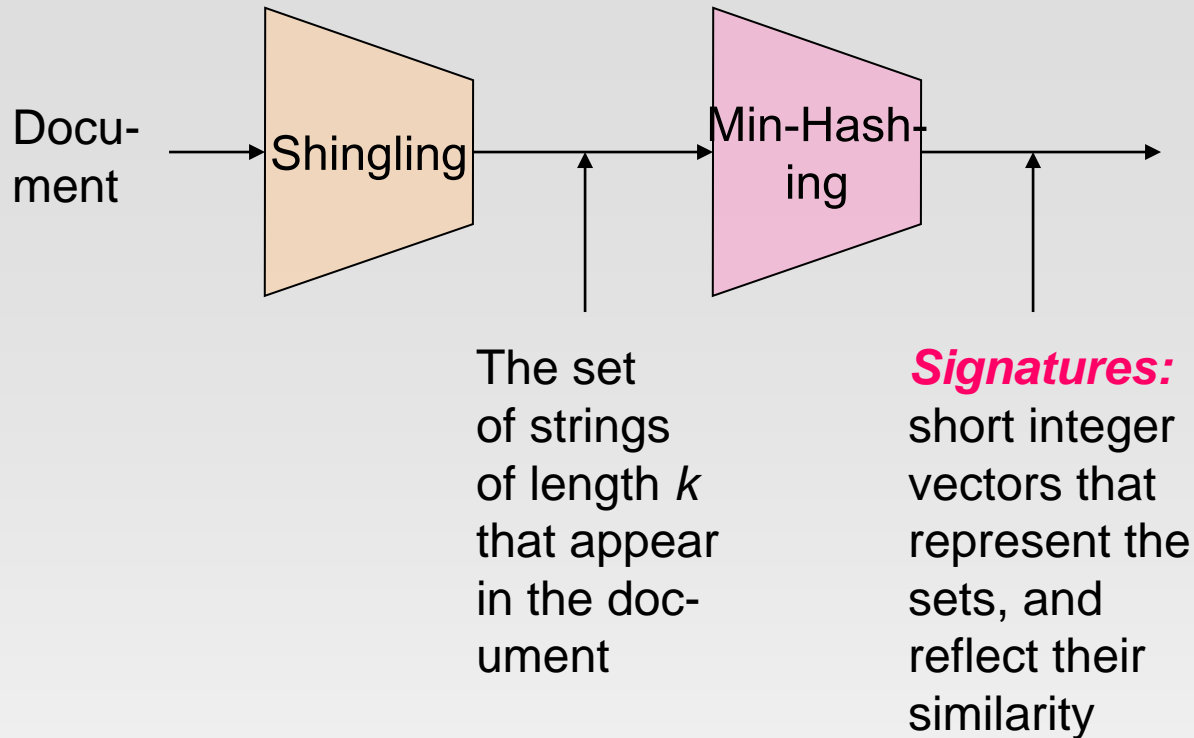 Docu-
ment
Shingling
Min-Hash-
ing
The set
of strings
of length k
that appear
in the doc-
ument
Signatures:
short integer
vectors that
represent the
sets, and
reflect their
similarity